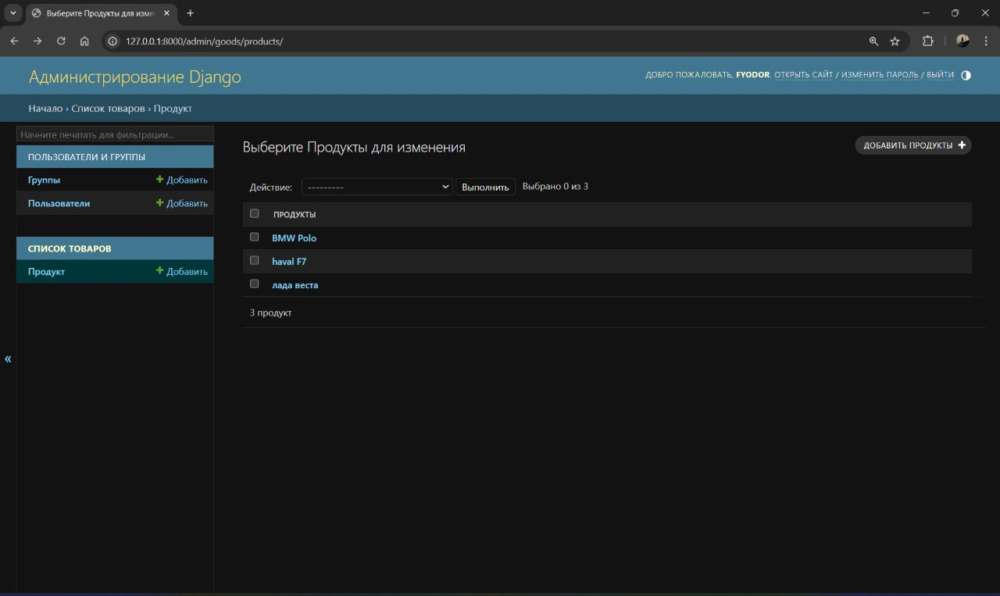 Выберите Продукты для изме
127.0.0.1:8000/admin/goods/products/
Администрирование Django
ДОБРО ПОЖАЛОВАТЬ, FYODOR. ОТКРЫТЬ САЙТ / ИЗМЕНИТЬ ПАРОЛЬ / ВЫЙТИ
Начало › Список товаров › Продукт
Начните печатать для фильтрации...
ПОЛЬЗОВАТЕЛИ И ГРУППЫ
Группы + Добавить
Пользователи + Добавить
СПИСОК ТОВАРОВ
Продукт + Добавить
«
Выберите Продукты для изменения
ДОБАВИТЬ ПРОДУКТЫ +
Действие: --------- Выполнить Выбрано 0 из 3
ПРОДУКТЫ
BMW Polo
haval F7
лада веста
3 продукт